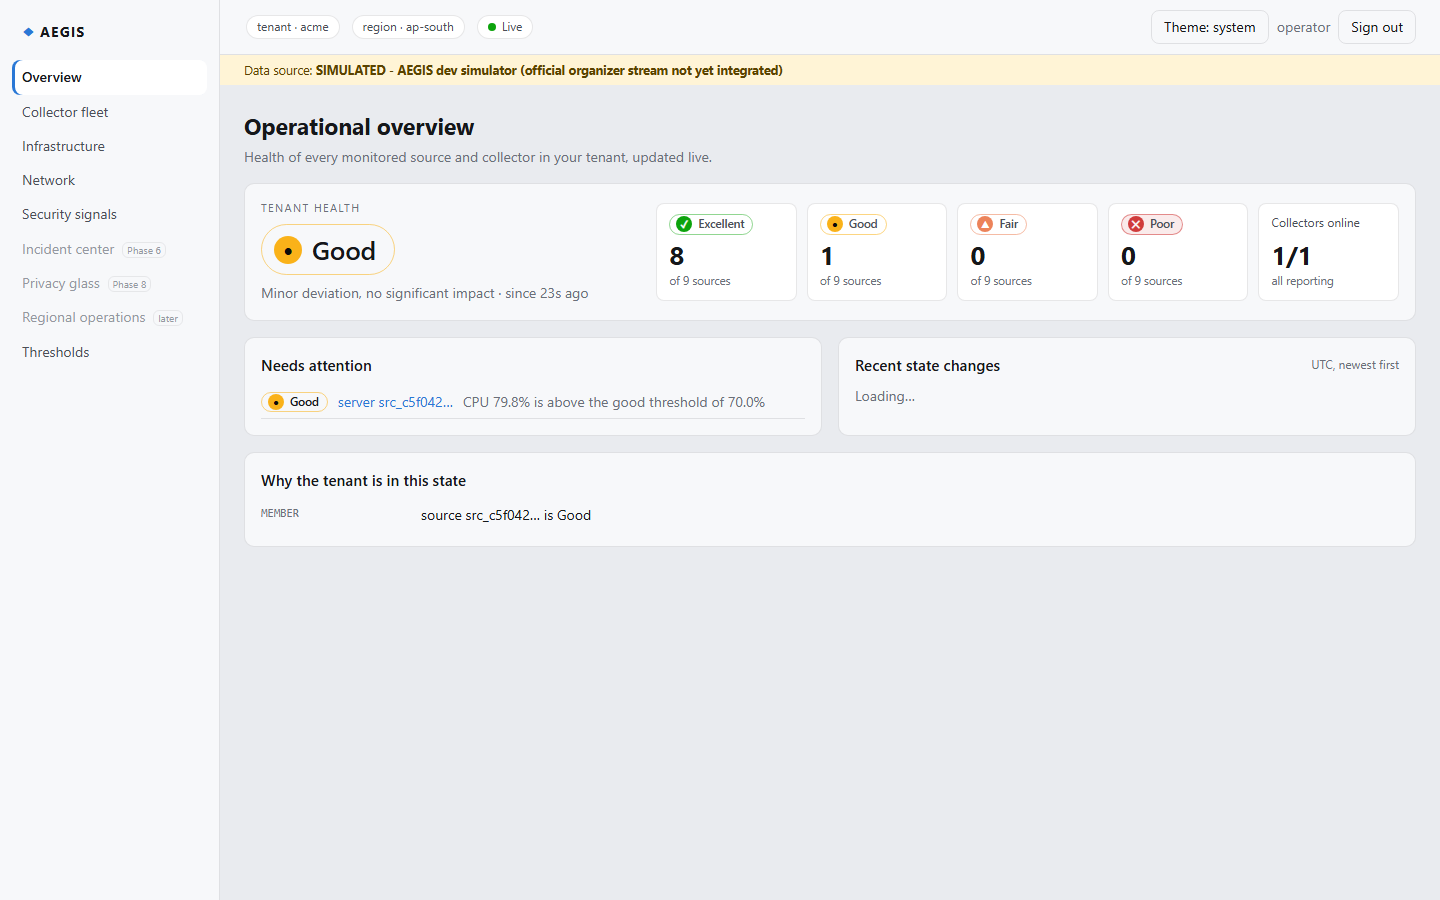 AEGIS
Overview
Collector fleet
Infrastructure
Network
Security signals
Incident center Phase 6
Privacy glass Phase 8
Regional operations later
Thresholds
tenant · acme
region · ap-south
Live
Theme: system
operator
Sign out
Data source: SIMULATED - AEGIS dev simulator (official organizer stream not yet integrated)
Operational overview
Health of every monitored source and collector in your tenant, updated live.
TENANT HEALTH
Good
Minor deviation, no significant impact · since 23s ago
Excellent
8
of 9 sources
Good
1
of 9 sources
Fair
0
of 9 sources
Poor
0
of 9 sources
Collectors online
1/1
all reporting
Needs attention
Good server src_c5f042… CPU 79.8% is above the good threshold of 70.0%
Recent state changes
UTC, newest first
Loading…
Why the tenant is in this state
MEMBER source src_c5f042… is Good